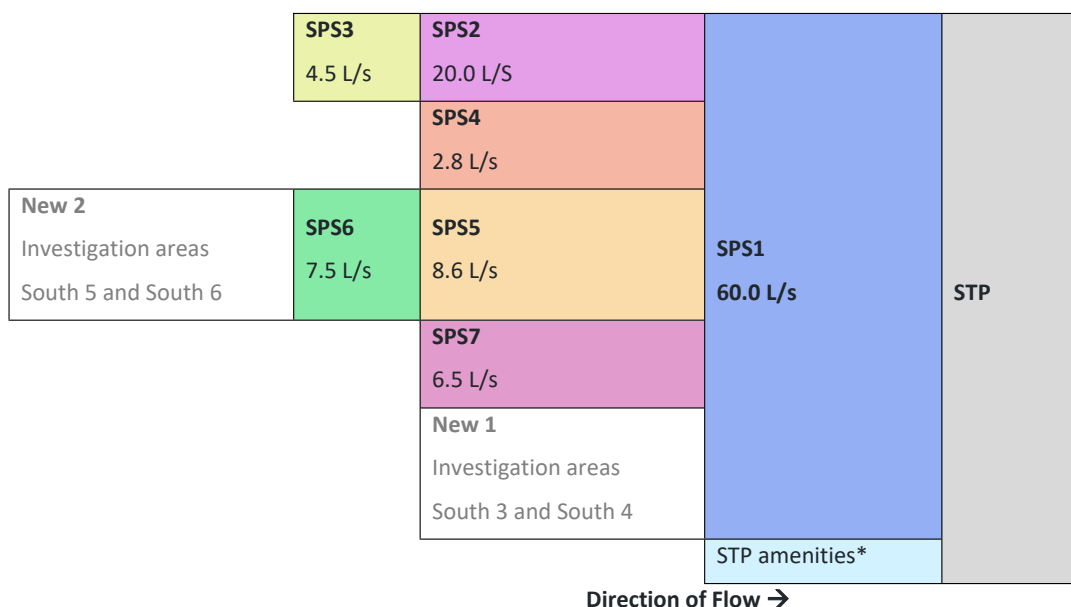 SPS3
4.5 L/s
SPS2
20.0 L/S
SPS4
2.8 L/s
New 2
Investigation areas
South 5 and South 6
SPS6
7.5 L/s
SPS5
8.6 L/s
SPS1
60.0 L/s
STP
SPS7
6.5 L/s
New 1
Investigation areas
South 3 and South 4
STP amenities*
Direction of Flow →